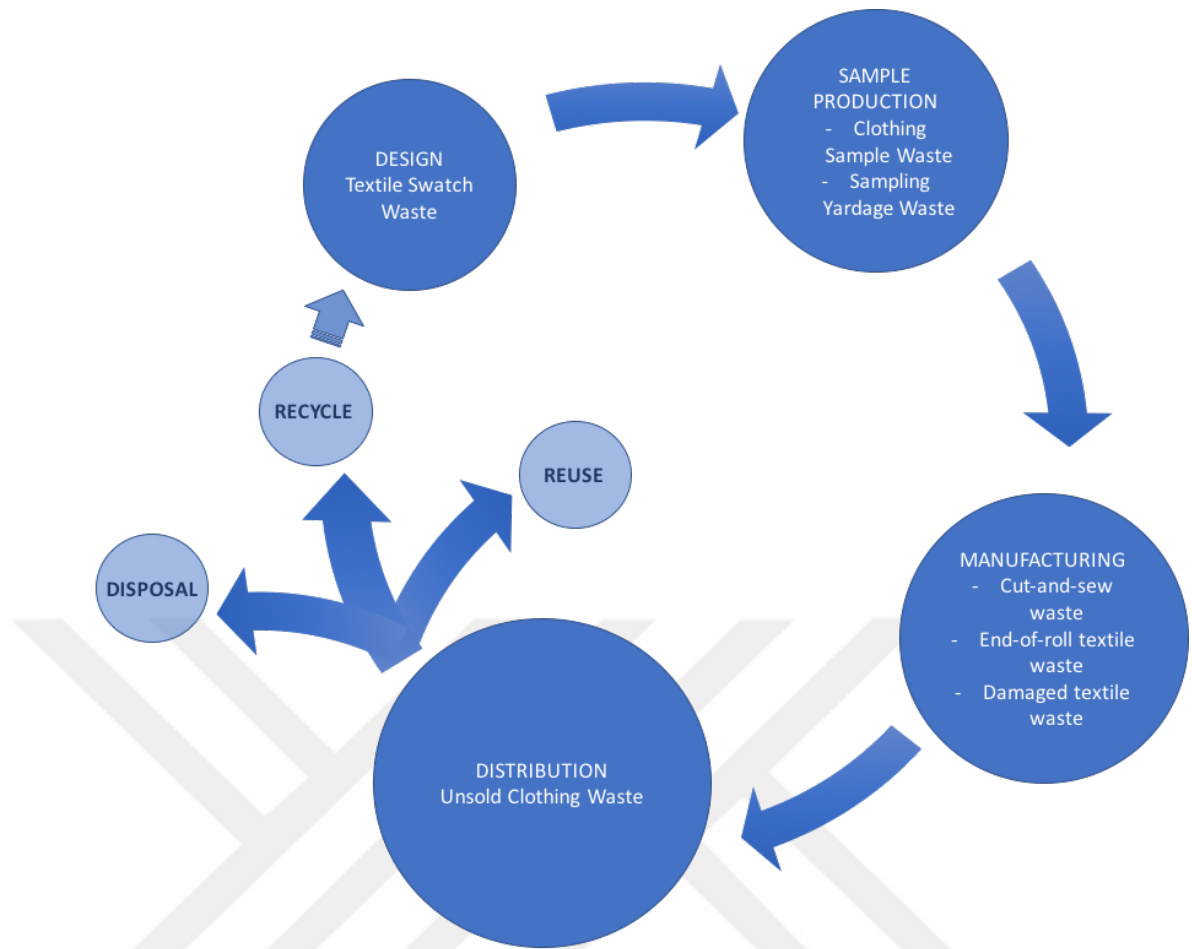 DESIGN
Textile Swatch
Waste
SAMPLE
PRODUCTION
- Clothing
Sample Waste
- Sampling
Yardage Waste
MANUFACTURING
- Cut-and-sew
waste
- End-of-roll textile
waste
- Damaged textile
waste
DISTRIBUTION
Unsold Clothing Waste
DISPOSAL
RECYCLE
REUSE